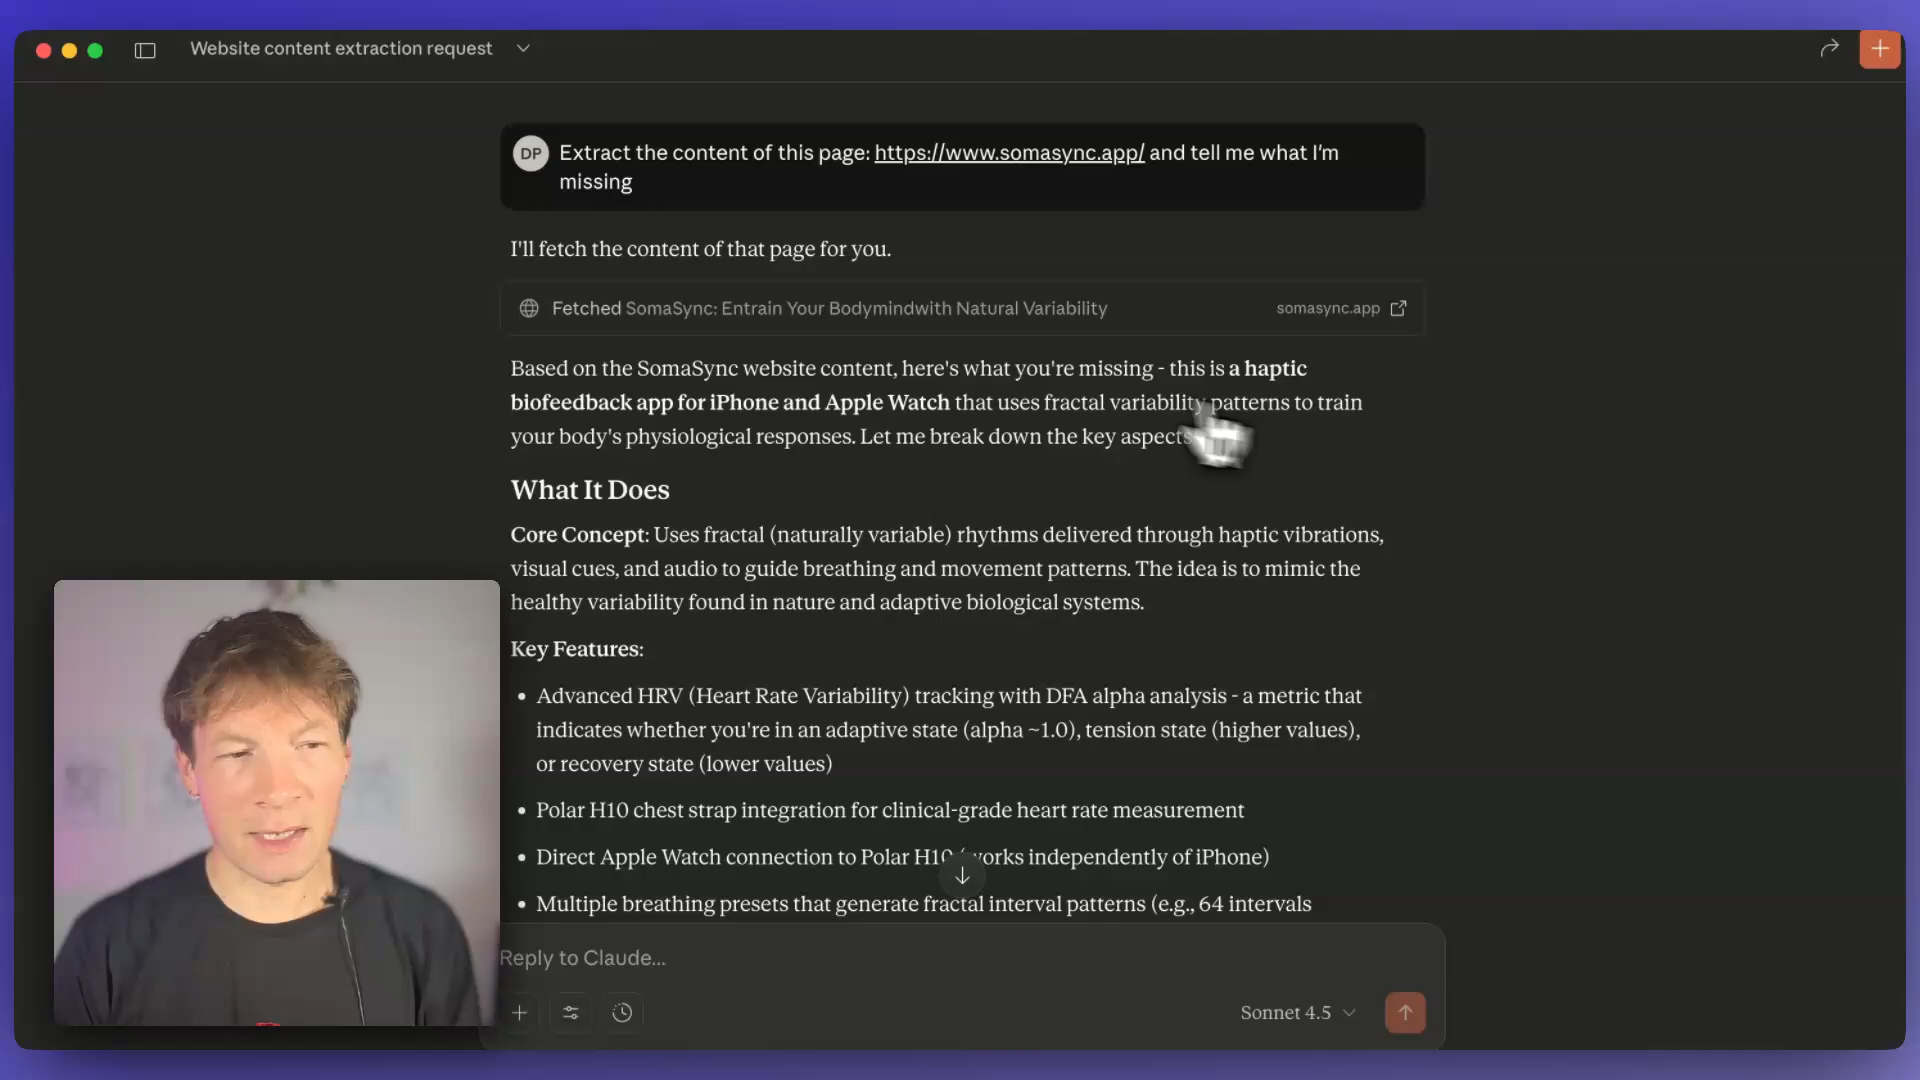 Website content extraction request
DP
Extract the content of this page: https://www.somasync.app/ and tell me what I'm
missing
I'll fetch the content of that page for you.
Fetched SomaSync: Entrain Your Bodymindwith Natural Variability
somasync.app
Based on the SomaSync website content, here's what you're missing - this is a haptic
biofeedback app for iPhone and Apple Watch that uses fractal variability patterns to train
your body's physiological responses. Let me break down the key aspects
What It Does
Core Concept: Uses fractal (naturally variable) rhythms delivered through haptic vibrations,
visual cues, and audio to guide breathing and movement patterns. The idea is to mimic the
healthy variability found in nature and adaptive biological systems.
Key Features:
• Advanced HRV (Heart Rate Variability) tracking with DFA alpha analysis - a metric that
indicates whether you're in an adaptive state (alpha ~1.0), tension state (higher values),
or recovery state (lower values)
• Polar H10 chest strap integration for clinical-grade heart rate measurement
• Direct Apple Watch connection to Polar H10 (works independently of iPhone)
• Multiple breathing presets that generate fractal interval patterns (e.g., 64 intervals
Reply to Claude...
Sonnet 4.5